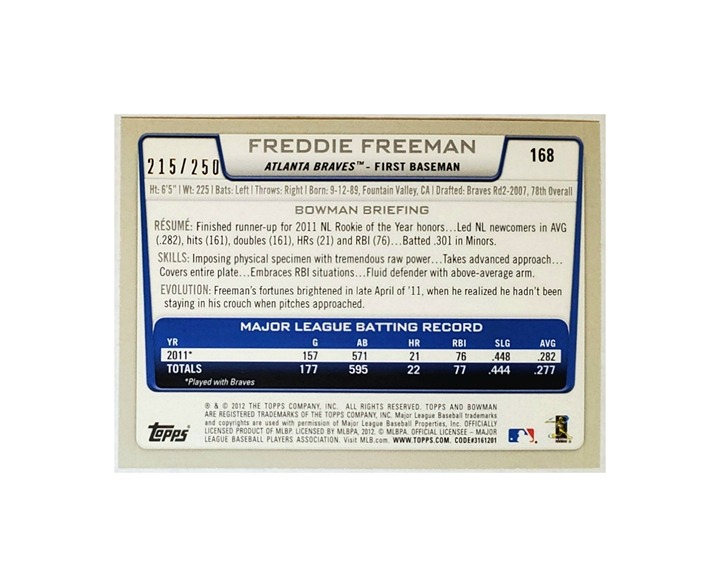 FREDDIE FREEMAN
215/250
ATLANTA BRAVES™ - FIRST BASEMAN
168
Ht: 6'5" | Wt: 225 | Bats: Left | Throws: Right | Born: 9-12-89, Fountain Valley, CA | Drafted: Braves Rd2-2007, 78th Overall
BOWMAN BRIEFING
RÉSUMÉ: Finished runner-up for 2011 NL Rookie of the Year honors...Led NL newcomers in AVG
(.282), hits (161), doubles (161), HRs (21) and RBI (76)...Batted .301 in Minors.
SKILLS: Imposing physical specimen with tremendous raw power...Takes advanced approach...
Covers entire plate...Embraces RBI situations...Fluid defender with above-average arm.
EVOLUTION: Freeman's fortunes brightened in late April of '11, when he realized he hadn't been
staying in his crouch when pitches approached.
MAJOR LEAGUE BATTING RECORD
YR G AB HR RBI SLG AVG
2011* 157 571 21 76 .448 .282
TOTALS 177 595 22 77 .444 .277
*Played with Braves
® & © 2012 THE TOPPS COMPANY, INC. ALL RIGHTS RESERVED. TOPPS AND BOWMAN
ARE REGISTERED TRADEMARKS OF THE TOPPS COMPANY, INC. Major League Baseball trademarks
and copyrights are used with permission of Major League Baseball Properties, Inc. OFFICIALLY
LICENSED PRODUCT OF MLBP. LICENSED BY MLBPA, 2012. © MLBPA. OFFICIAL LICENSEE - MAJOR
LEAGUE BASEBALL PLAYERS ASSOCIATION. Visit MLB.com. WWW.TOPPS.COM. CODE#3161201
Topps